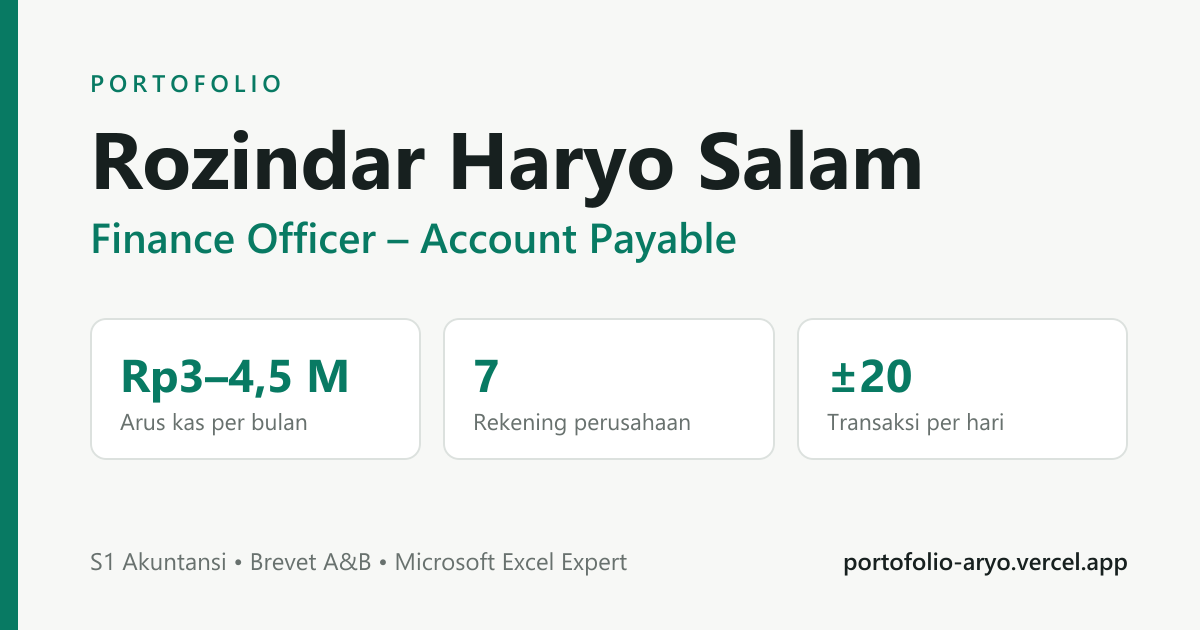 PORTOFOLIO
Rozindar Haryo Salam
Finance Officer – Account Payable
Rp3–4,5 M
Arus kas per bulan
7
Rekening perusahaan
±20
Transaksi per hari
S1 Akuntansi • Brevet A&B • Microsoft Excel Expert
portofolio-aryo.vercel.app